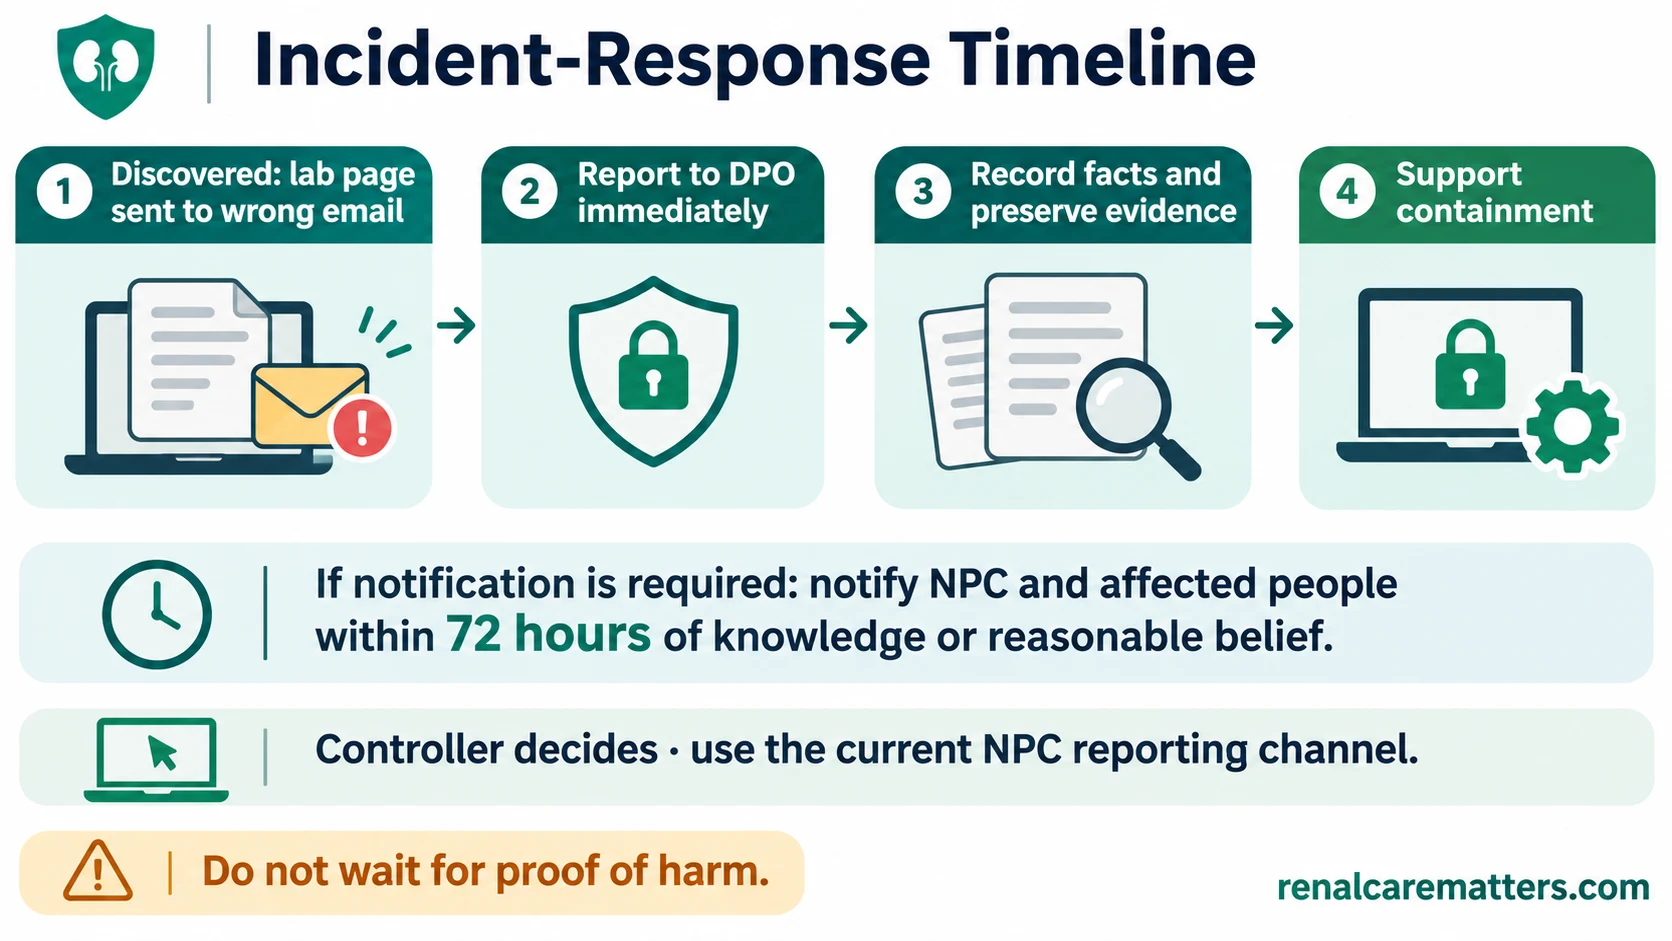 Incident-Response Timeline
1
Discovered: lab page
sent to wrong email
2
Report to DPO
immediately
3
Record facts and
preserve evidence
4
Support
containment
If notification is required: notify NPC and affected people
within 72 hours of knowledge or reasonable belief.
Controller decides · use the current NPC reporting channel.
Do not wait for proof of harm.
renalcarematters.com